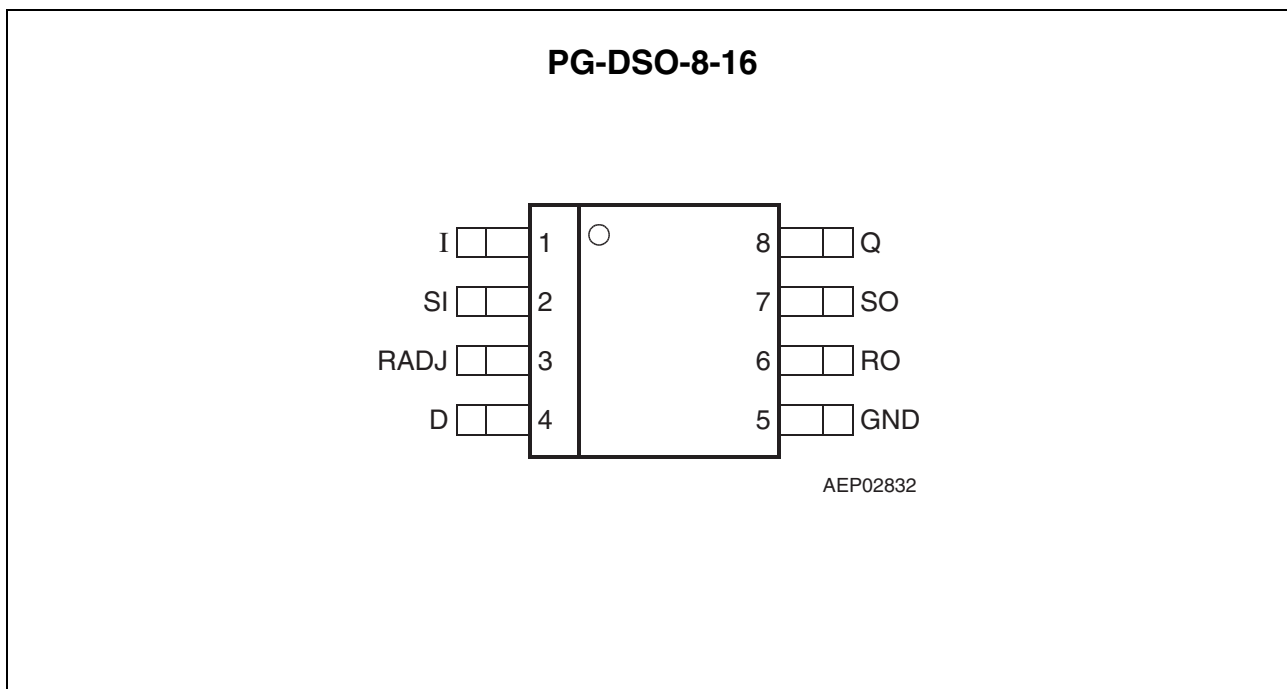 PG-DSO-8-16
I 1 8 Q
SI 2 7 SO
RADJ 3 6 RO
D 4 5 GND
AEP02832